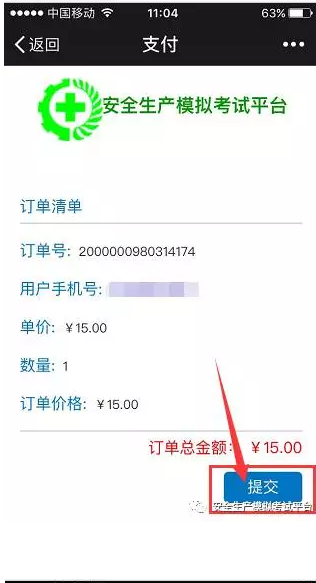 中国移动 11:04 63%
返回 支付
安全生产模拟考试平台
订单清单
订单号: 2000000980314174
用户手机号:
单价: ￥15.00
数量: 1
订单价格: ￥15.00
订单总金额: ￥15.00
提交
安全生产模拟考试平台